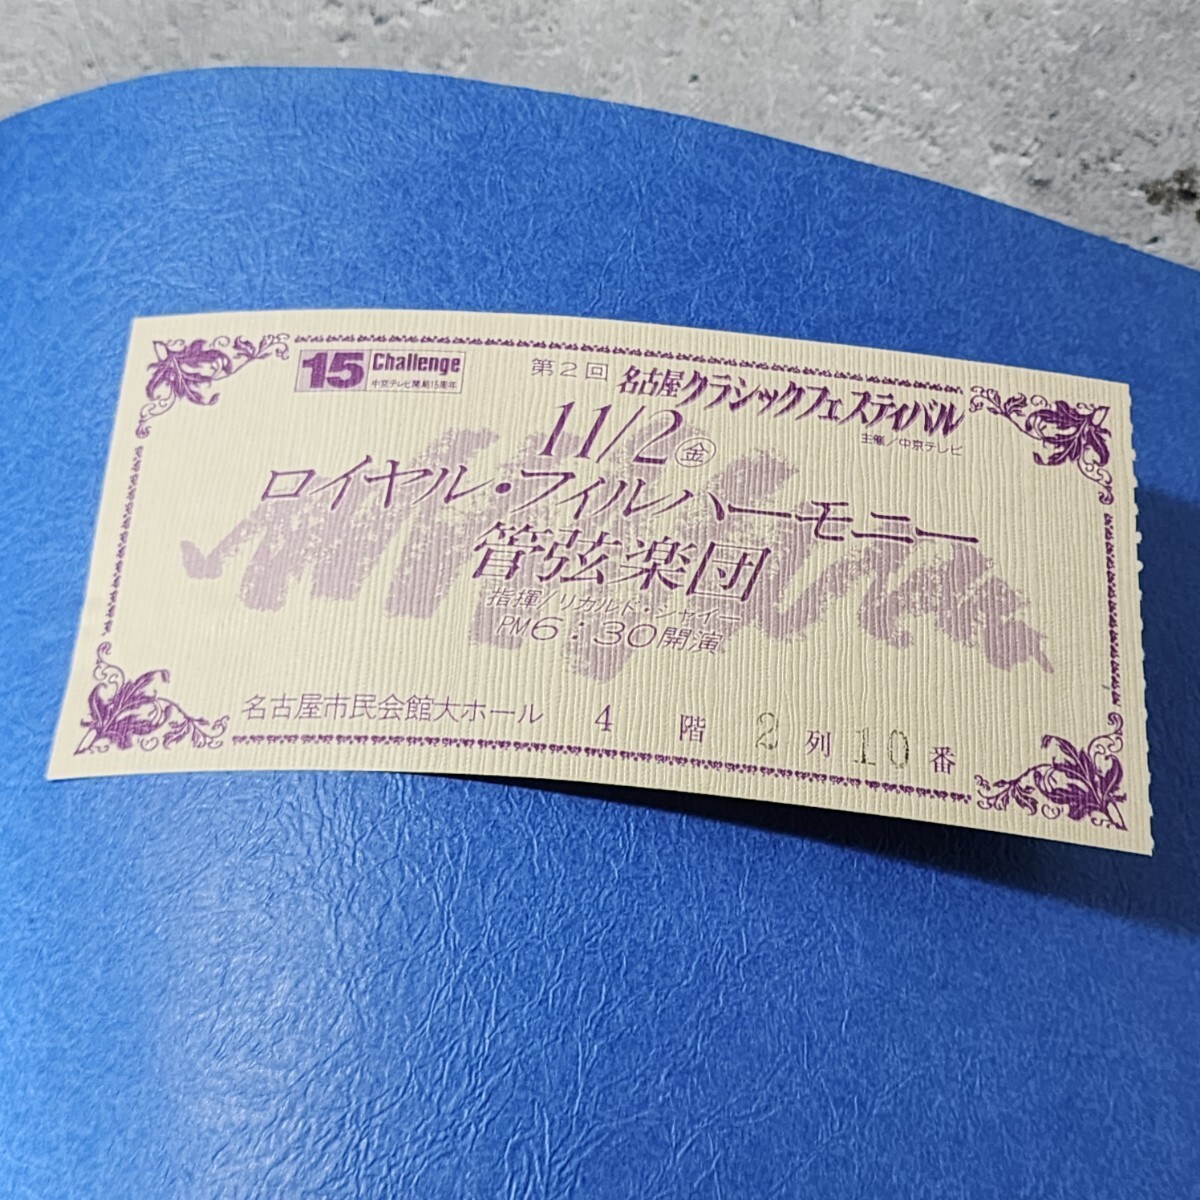 15 Challenge
中京テレビ開局15周年
第2回 名古屋クラシックフェスティバル
主催/中京テレビ
11/2㊎
ロイヤル・フィルハーモニー
管弦楽団
指揮/リカルド・シャイー
PM6:30開演
名古屋市民会館大ホール 4 階 2 列 10 番